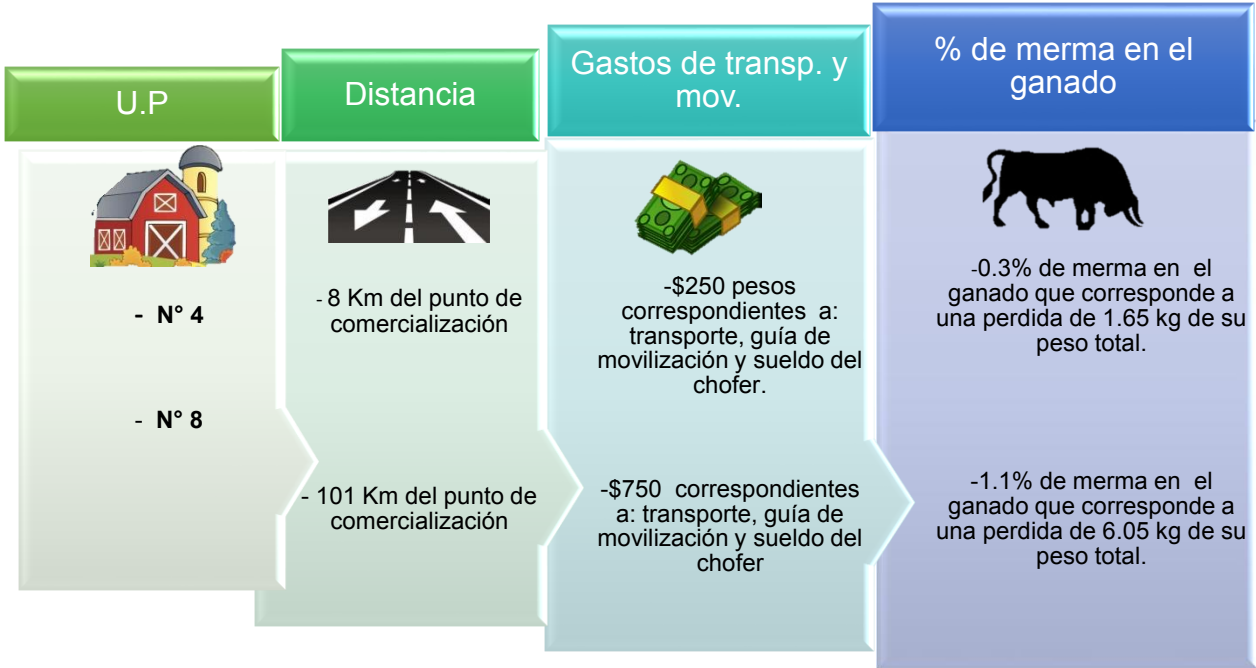 U.P
Distancia
Gastos de transp. y
mov.
% de merma en el
ganado
- N° 4
- N° 8
- 8 Km del punto de
comercialización
- 101 Km del punto de
comercialización
-$250 pesos
correspondientes a:
transporte, guía de
movilización y sueldo del
chofer.
-$750 correspondientes
a: transporte, guía de
movilización y sueldo del
chofer
-0.3% de merma en el
ganado que corresponde a
una perdida de 1.65 kg de su
peso total.
-1.1% de merma en el
ganado que corresponde a
una perdida de 6.05 kg de su
peso total.